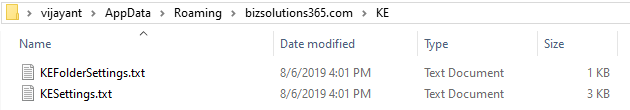 vijayant > AppData > Roaming > bizsolutions365.com > KE
Name Date modified Type Size
KEFolderSettings.txt 8/6/2019 4:01 PM Text Document 1 KB
KESettings.txt 8/6/2019 4:01 PM Text Document 3 KB